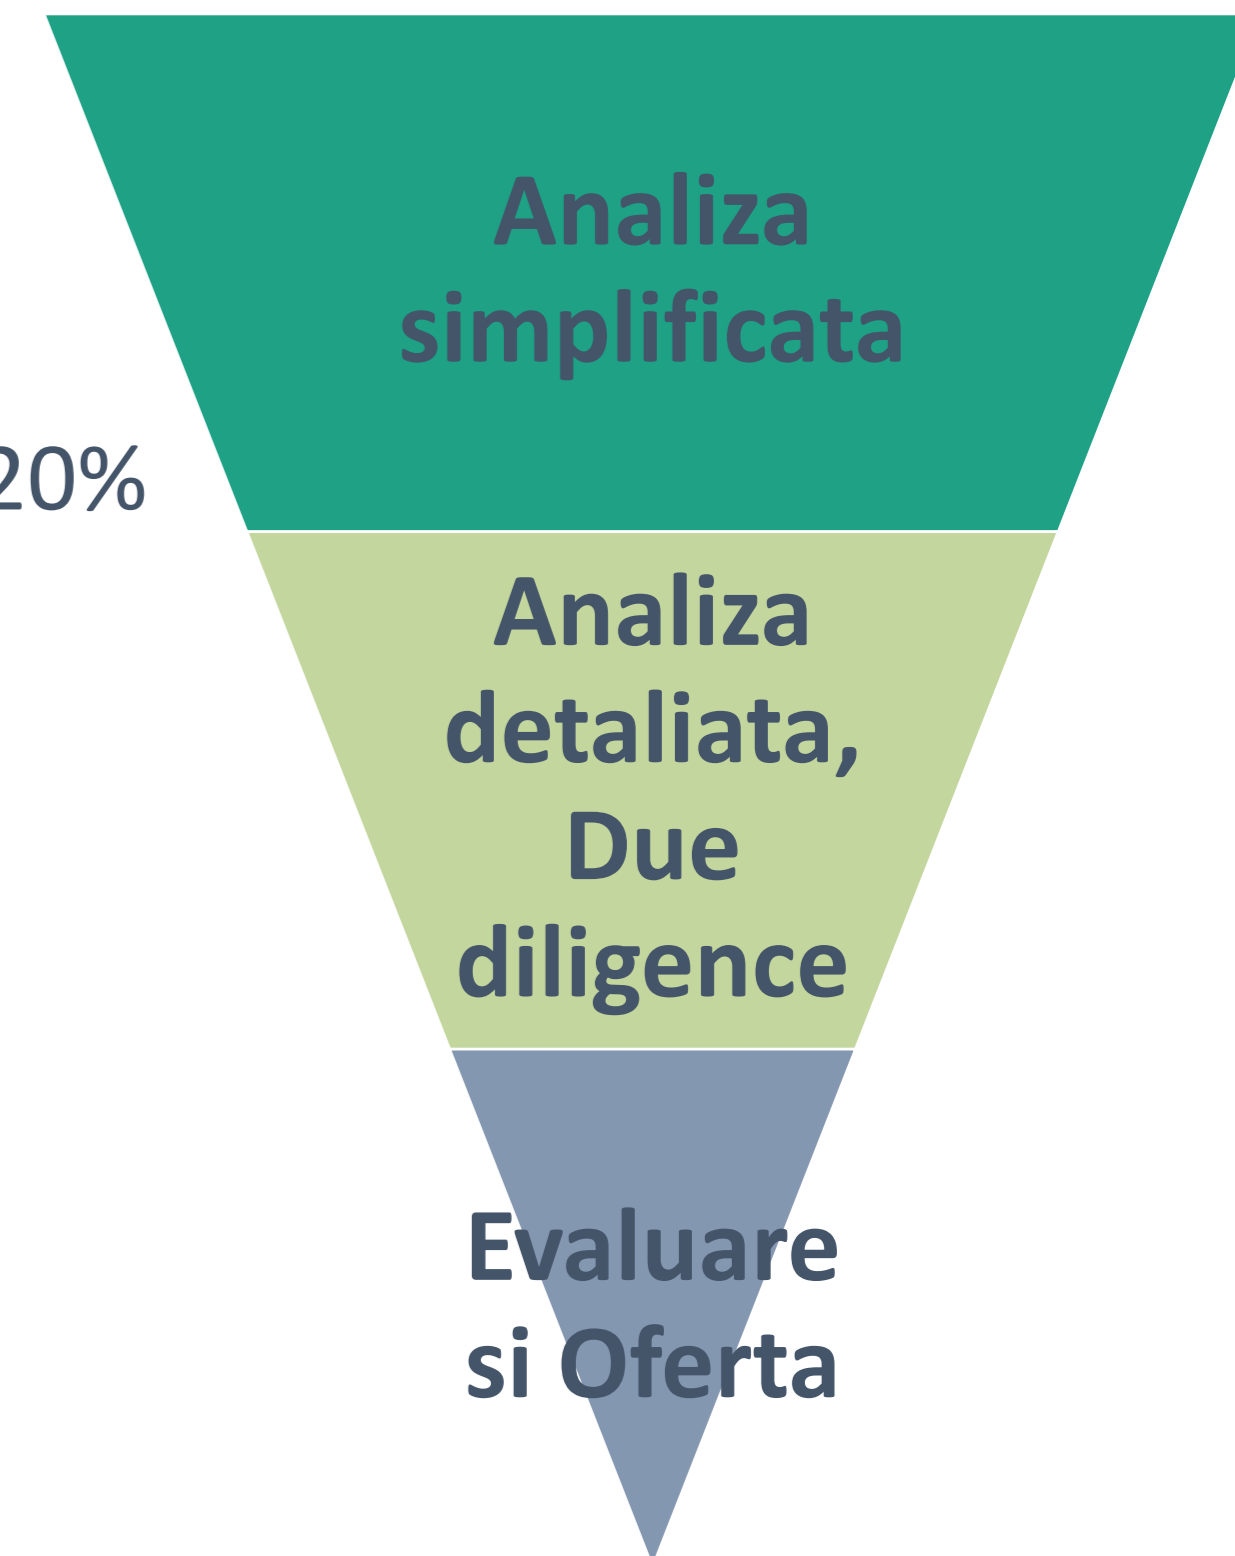 Analiza
simplificata
20%
Analiza
detaliata,
Due
diligence
Evaluare
si Oferta